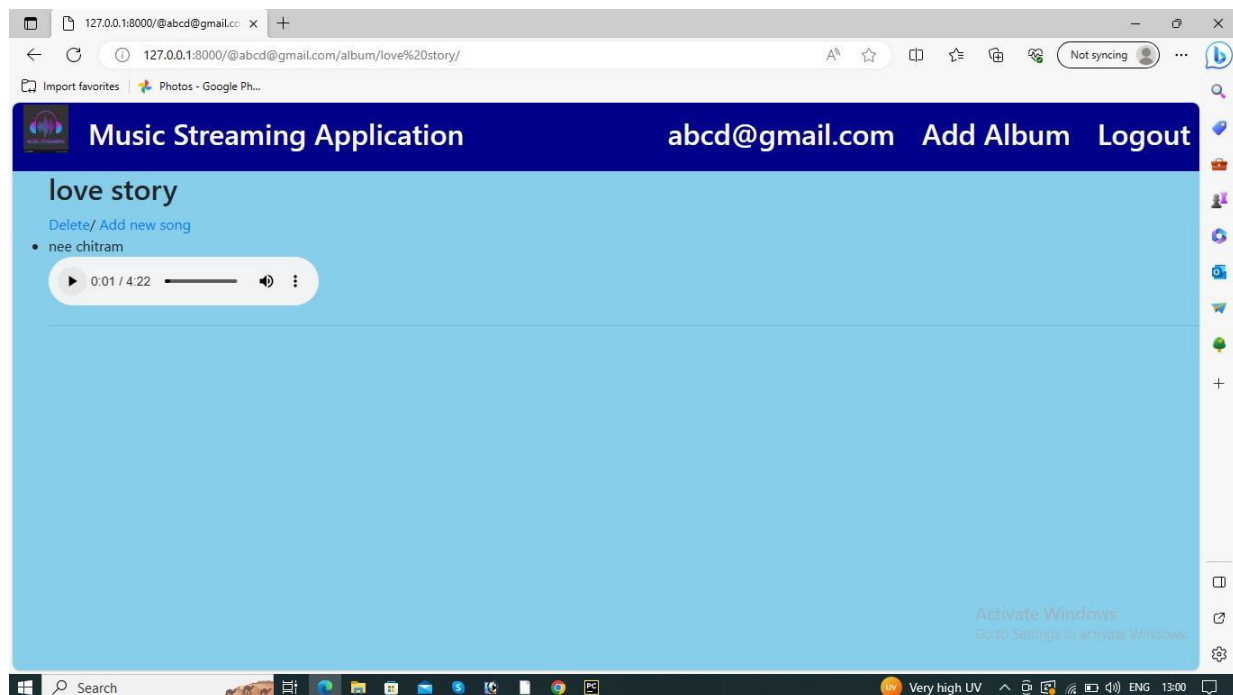 127.0.0.1:8000/@abcd@gmail.co
127.0.0.1:8000/@abcd@gmail.com/album/love%20story/
Not syncing
Import favorites
Photos - Google Ph...
Music Streaming Application
abcd@gmail.com Add Album Logout
love story
Delete/ Add new song
nee chitram
0:01 / 4:22
Activate Windows
Go to Settings to activate Windows.
Search
Very high UV
ENG 13:00